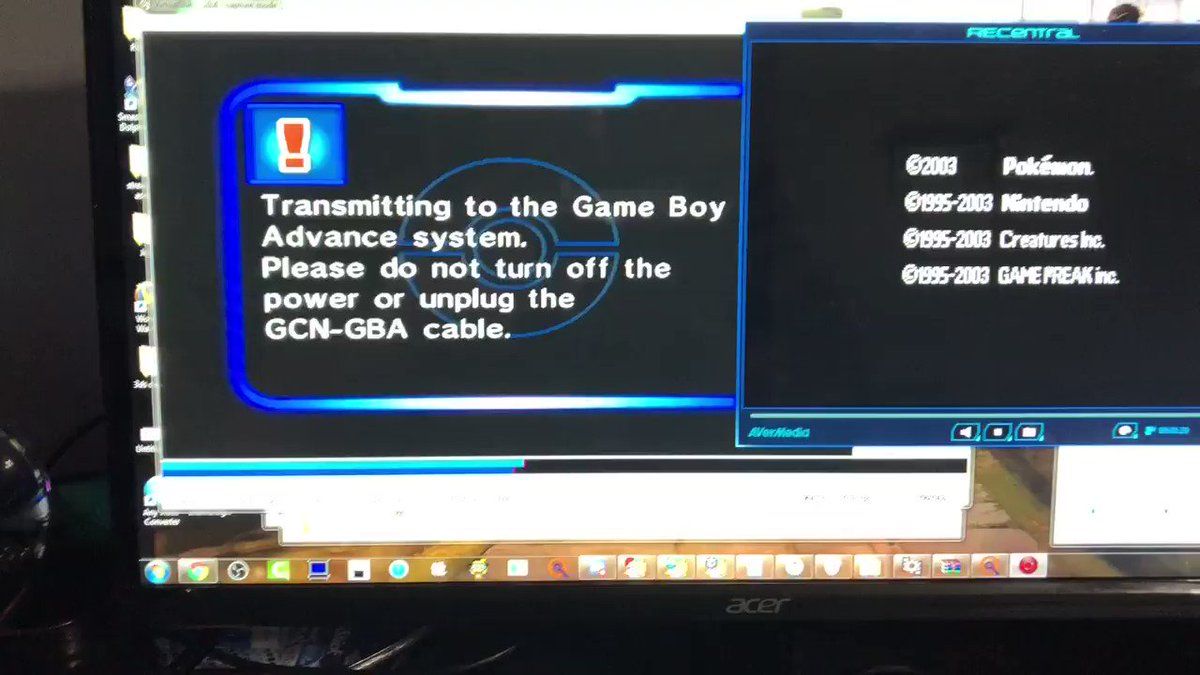 RECentral
Transmitting to the Game Boy
Advance system.
Please do not turn off the
power or unplug the
GCN-GBA cable.
©2003 Pokémon.
©1995-2003 Nintendo
©1995-2003 Creatures Inc.
©1995-2003 GAME FREAK inc.
AVerMedia
Converter
acer